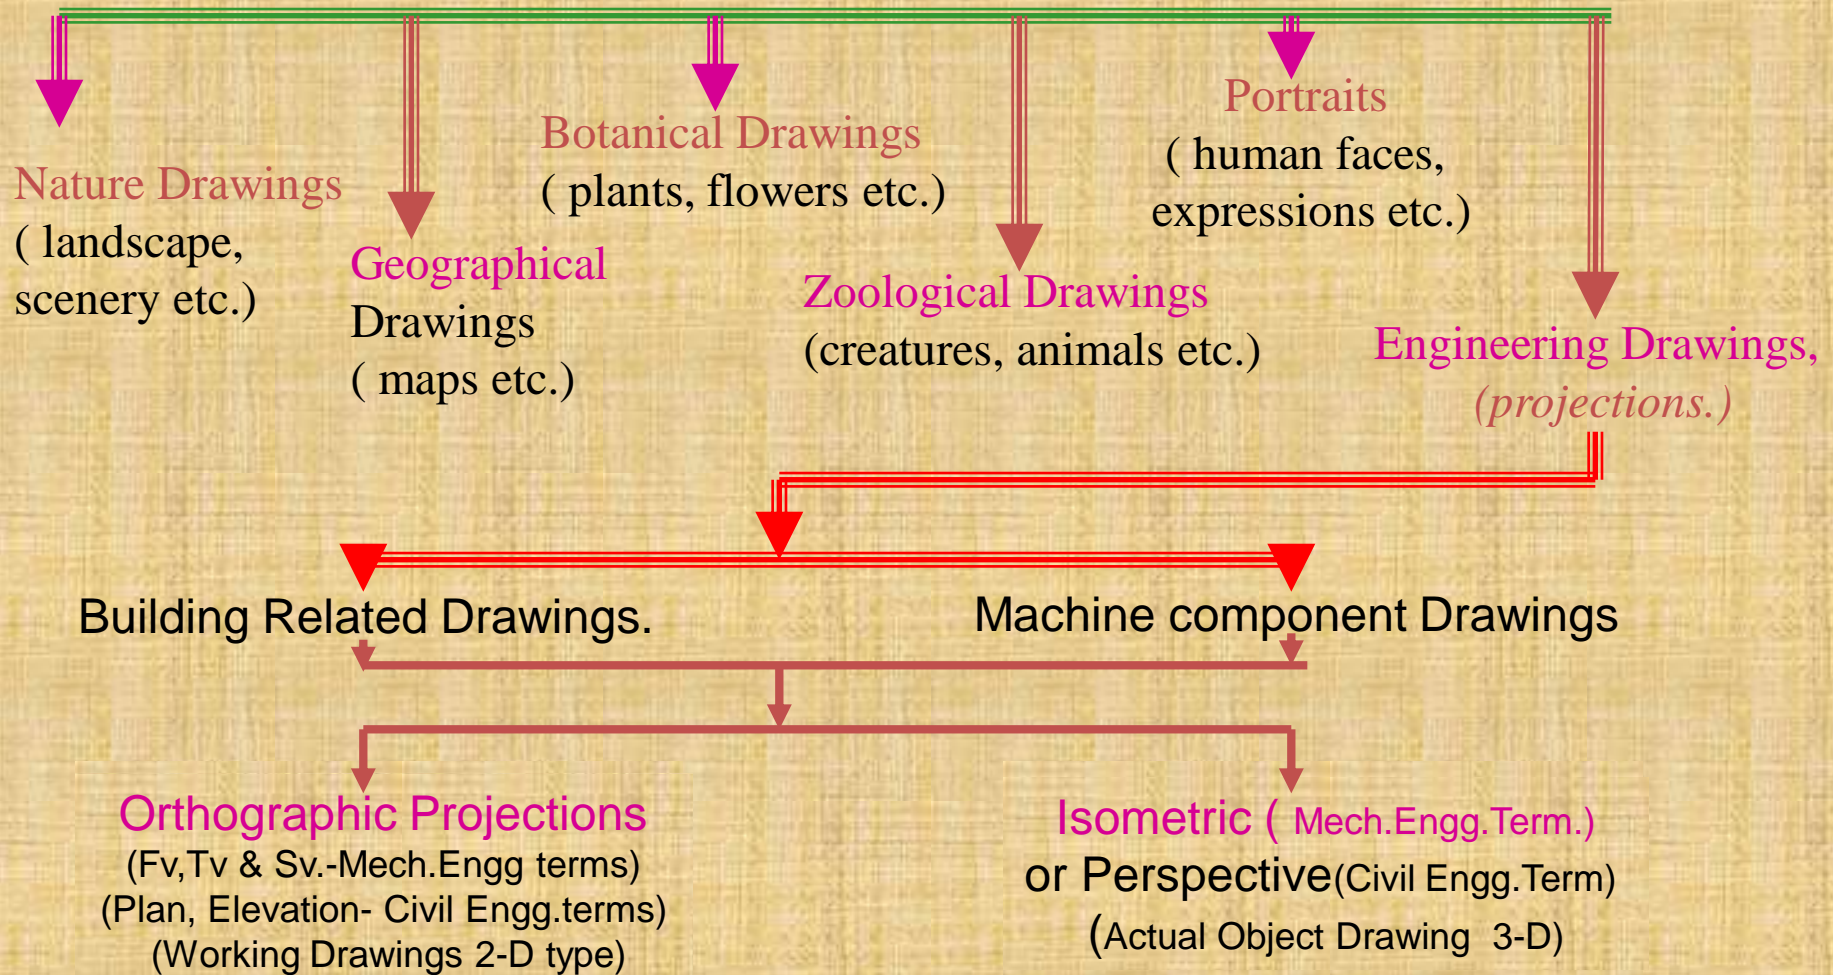 Nature Drawings
( landscape,
scenery etc.)
Geographical
Drawings
( maps etc.)
Botanical Drawings
( plants, flowers etc.)
Zoological Drawings
(creatures, animals etc.)
Portraits
( human faces,
expressions etc.)
Engineering Drawings,
(projections.)
Building Related Drawings.
Machine component Drawings
Orthographic Projections
(Fv,Tv & Sv.-Mech.Engg terms)
(Plan, Elevation- Civil Engg.terms)
(Working Drawings 2-D type)
Isometric ( Mech.Engg.Term.)
or Perspective(Civil Engg.Term)
(Actual Object Drawing 3-D)